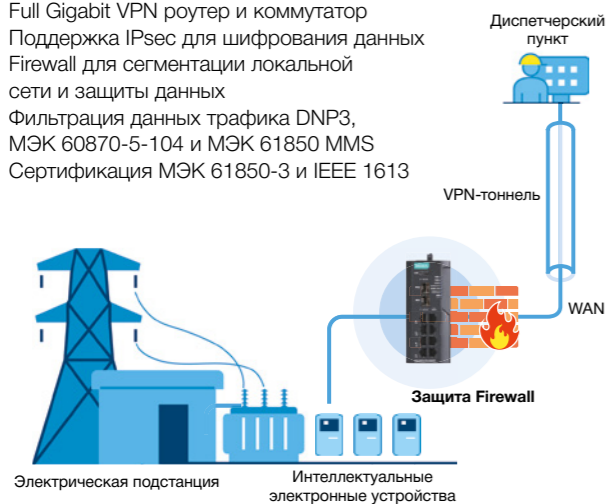 Full Gigabit VPN роутер и коммутатор
Поддержка IPsec для шифрования данных
Firewall для сегментации локальной
сети и защиты данных
Фильтрация данных трафика DNP3,
МЭК 60870-5-104 и МЭК 61850 MMS
Сертификация МЭК 61850-3 и IEEE 1613
Диспетчерский
пункт
VPN-тоннель
WAN
Защита Firewall
Электрическая подстанция
Интеллектуальные
электронные устройства